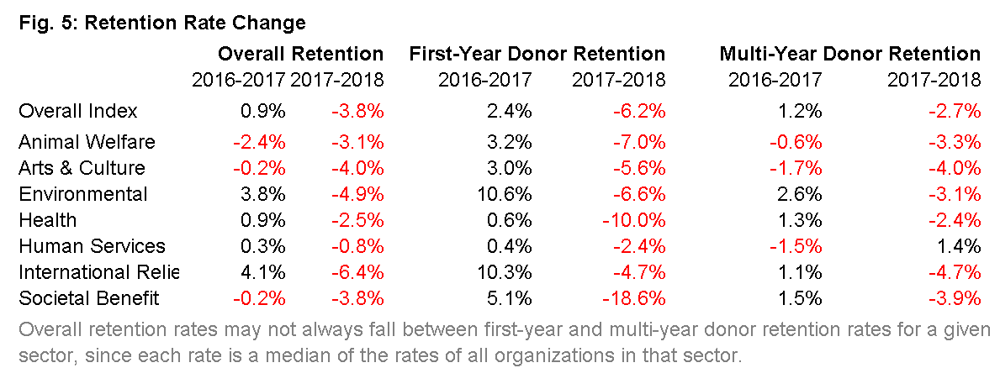 Fig. 5: Retention Rate Change
Overall Retention First-Year Donor Retention Multi-Year Donor Retention
2016-2017 2017-2018 2016-2017 2017-2018 2016-2017 2017-2018
Overall Index 0.9% -3.8% 2.4% -6.2% 1.2% -2.7%
Animal Welfare -2.4% -3.1% 3.2% -7.0% -0.6% -3.3%
Arts & Culture -0.2% -4.0% 3.0% -5.6% -1.7% -4.0%
Environmental 3.8% -4.9% 10.6% -6.6% 2.6% -3.1%
Health 0.9% -2.5% 0.6% -10.0% 1.3% -2.4%
Human Services 0.3% -0.8% 0.4% -2.4% -1.5% 1.4%
International Relie 4.1% -6.4% 10.3% -4.7% 1.1% -4.7%
Societal Benefit -0.2% -3.8% 5.1% -18.6% 1.5% -3.9%
Overall retention rates may not always fall between first-year and multi-year donor retention rates for a given
sector, since each rate is a median of the rates of all organizations in that sector.